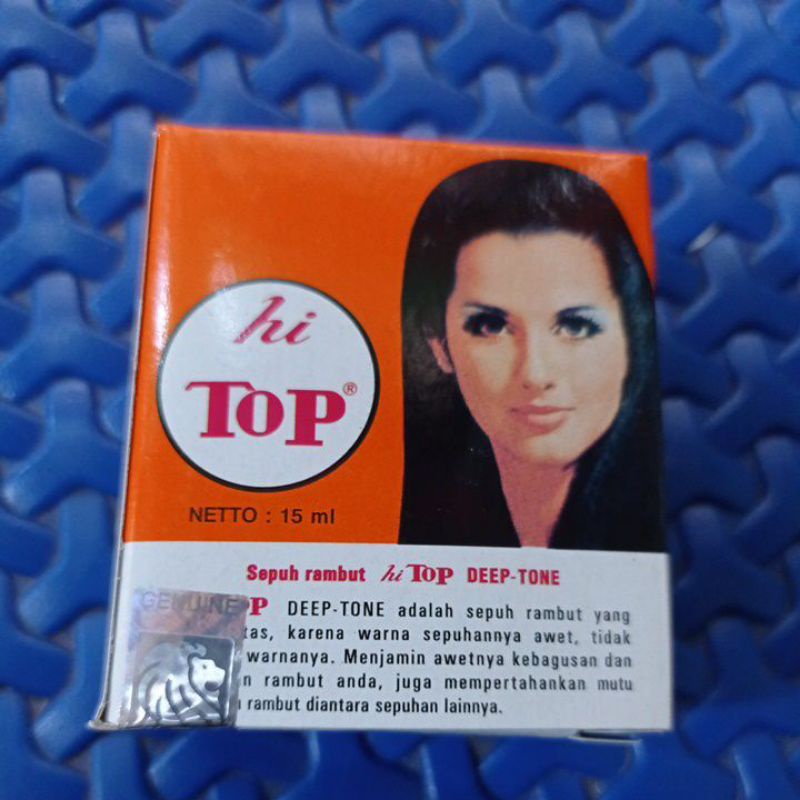 hi
TOP®
NETTO : 15 ml
Sepuh rambut hi TOP DEEP-TONE
GENUINE P DEEP-TONE adalah sepuh rambut yang
tas, karena warna sepuhannya awet, tidak
warnanya. Menjamin awetnya kebagusan dan
n rambut anda, juga mempertahankan mutu
rambut diantara sepuhan lainnya.